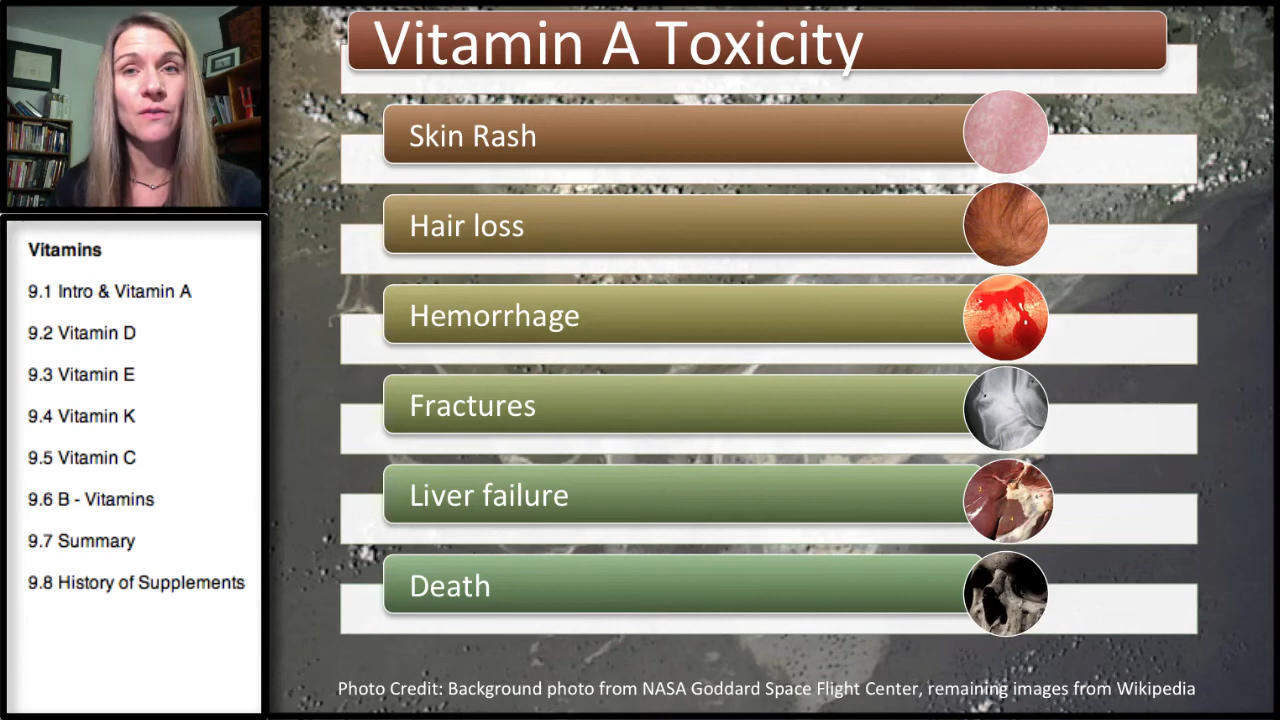 Vitamin A Toxicity
Skin Rash
Hair loss
Hemorrhage
Fractures
Liver failure
Death
Photo Credit: Background photo from NASA Goddard Space Flight Center, remaining images from Wikipedia
Vitamins
9.1 Intro & Vitamin A
9.2 Vitamin D
9.3 Vitamin E
9.4 Vitamin K
9.5 Vitamin C
9.6 B - Vitamins
9.7 Summary
9.8 History of Supplements